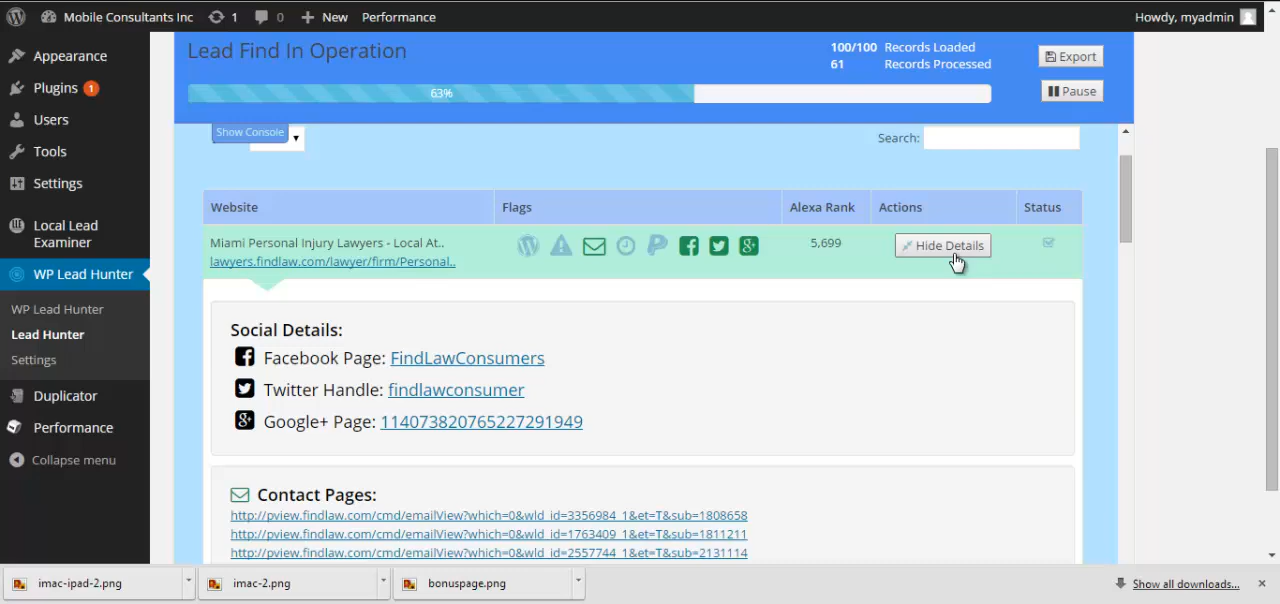 Mobile Consultants Inc 1 0 New Performance Howdy, myadmin
Appearance
Plugins 1
Users
Tools
Settings
Local Lead
Examiner
WP Lead Hunter
WP Lead Hunter
Lead Hunter
Settings
Duplicator
Performance
Collapse menu
Lead Find In Operation
100/100 Records Loaded
61 Records Processed
Export
63%
Pause
Show Console
Search:
Website Flags Alexa Rank Actions Status
Miami Personal Injury Lawyers - Local At..
lawyers.findlaw.com/lawyer/firm/Personal..
5,699
Hide Details
Social Details:
Facebook Page: FindLawConsumers
Twitter Handle: findlawconsumer
Google+ Page: 114073820765227291949
Contact Pages:
http://pview.findlaw.com/cmd/emailView?which=0&wld_id=3356984_1&et=T&sub=1808658
http://pview.findlaw.com/cmd/emailView?which=0&wld_id=1763409_1&et=T&sub=1811211
http://pview.findlaw.com/cmd/emailView?which=0&wld_id=2557744_1&et=T&sub=2131114
imac-ipad-2.png imac-2.png bonuspage.png Show all downloads...